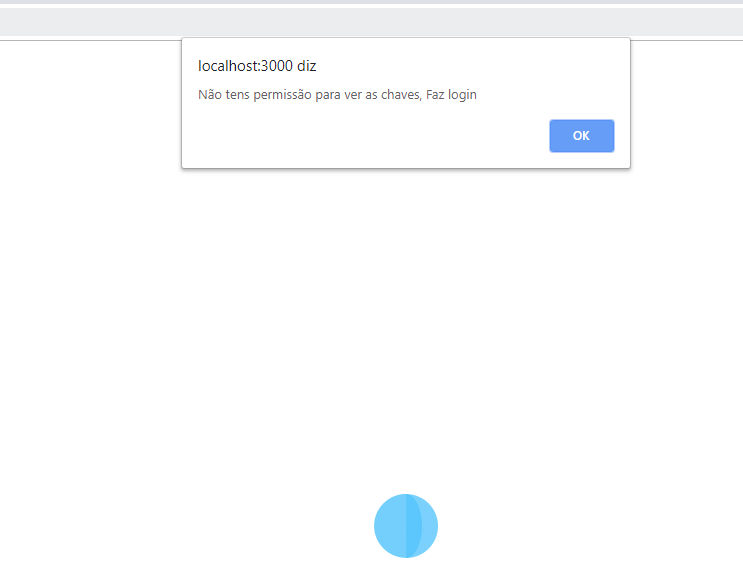 localhost:3000 diz
Não tens permissão para ver as chaves, Faz login
OK